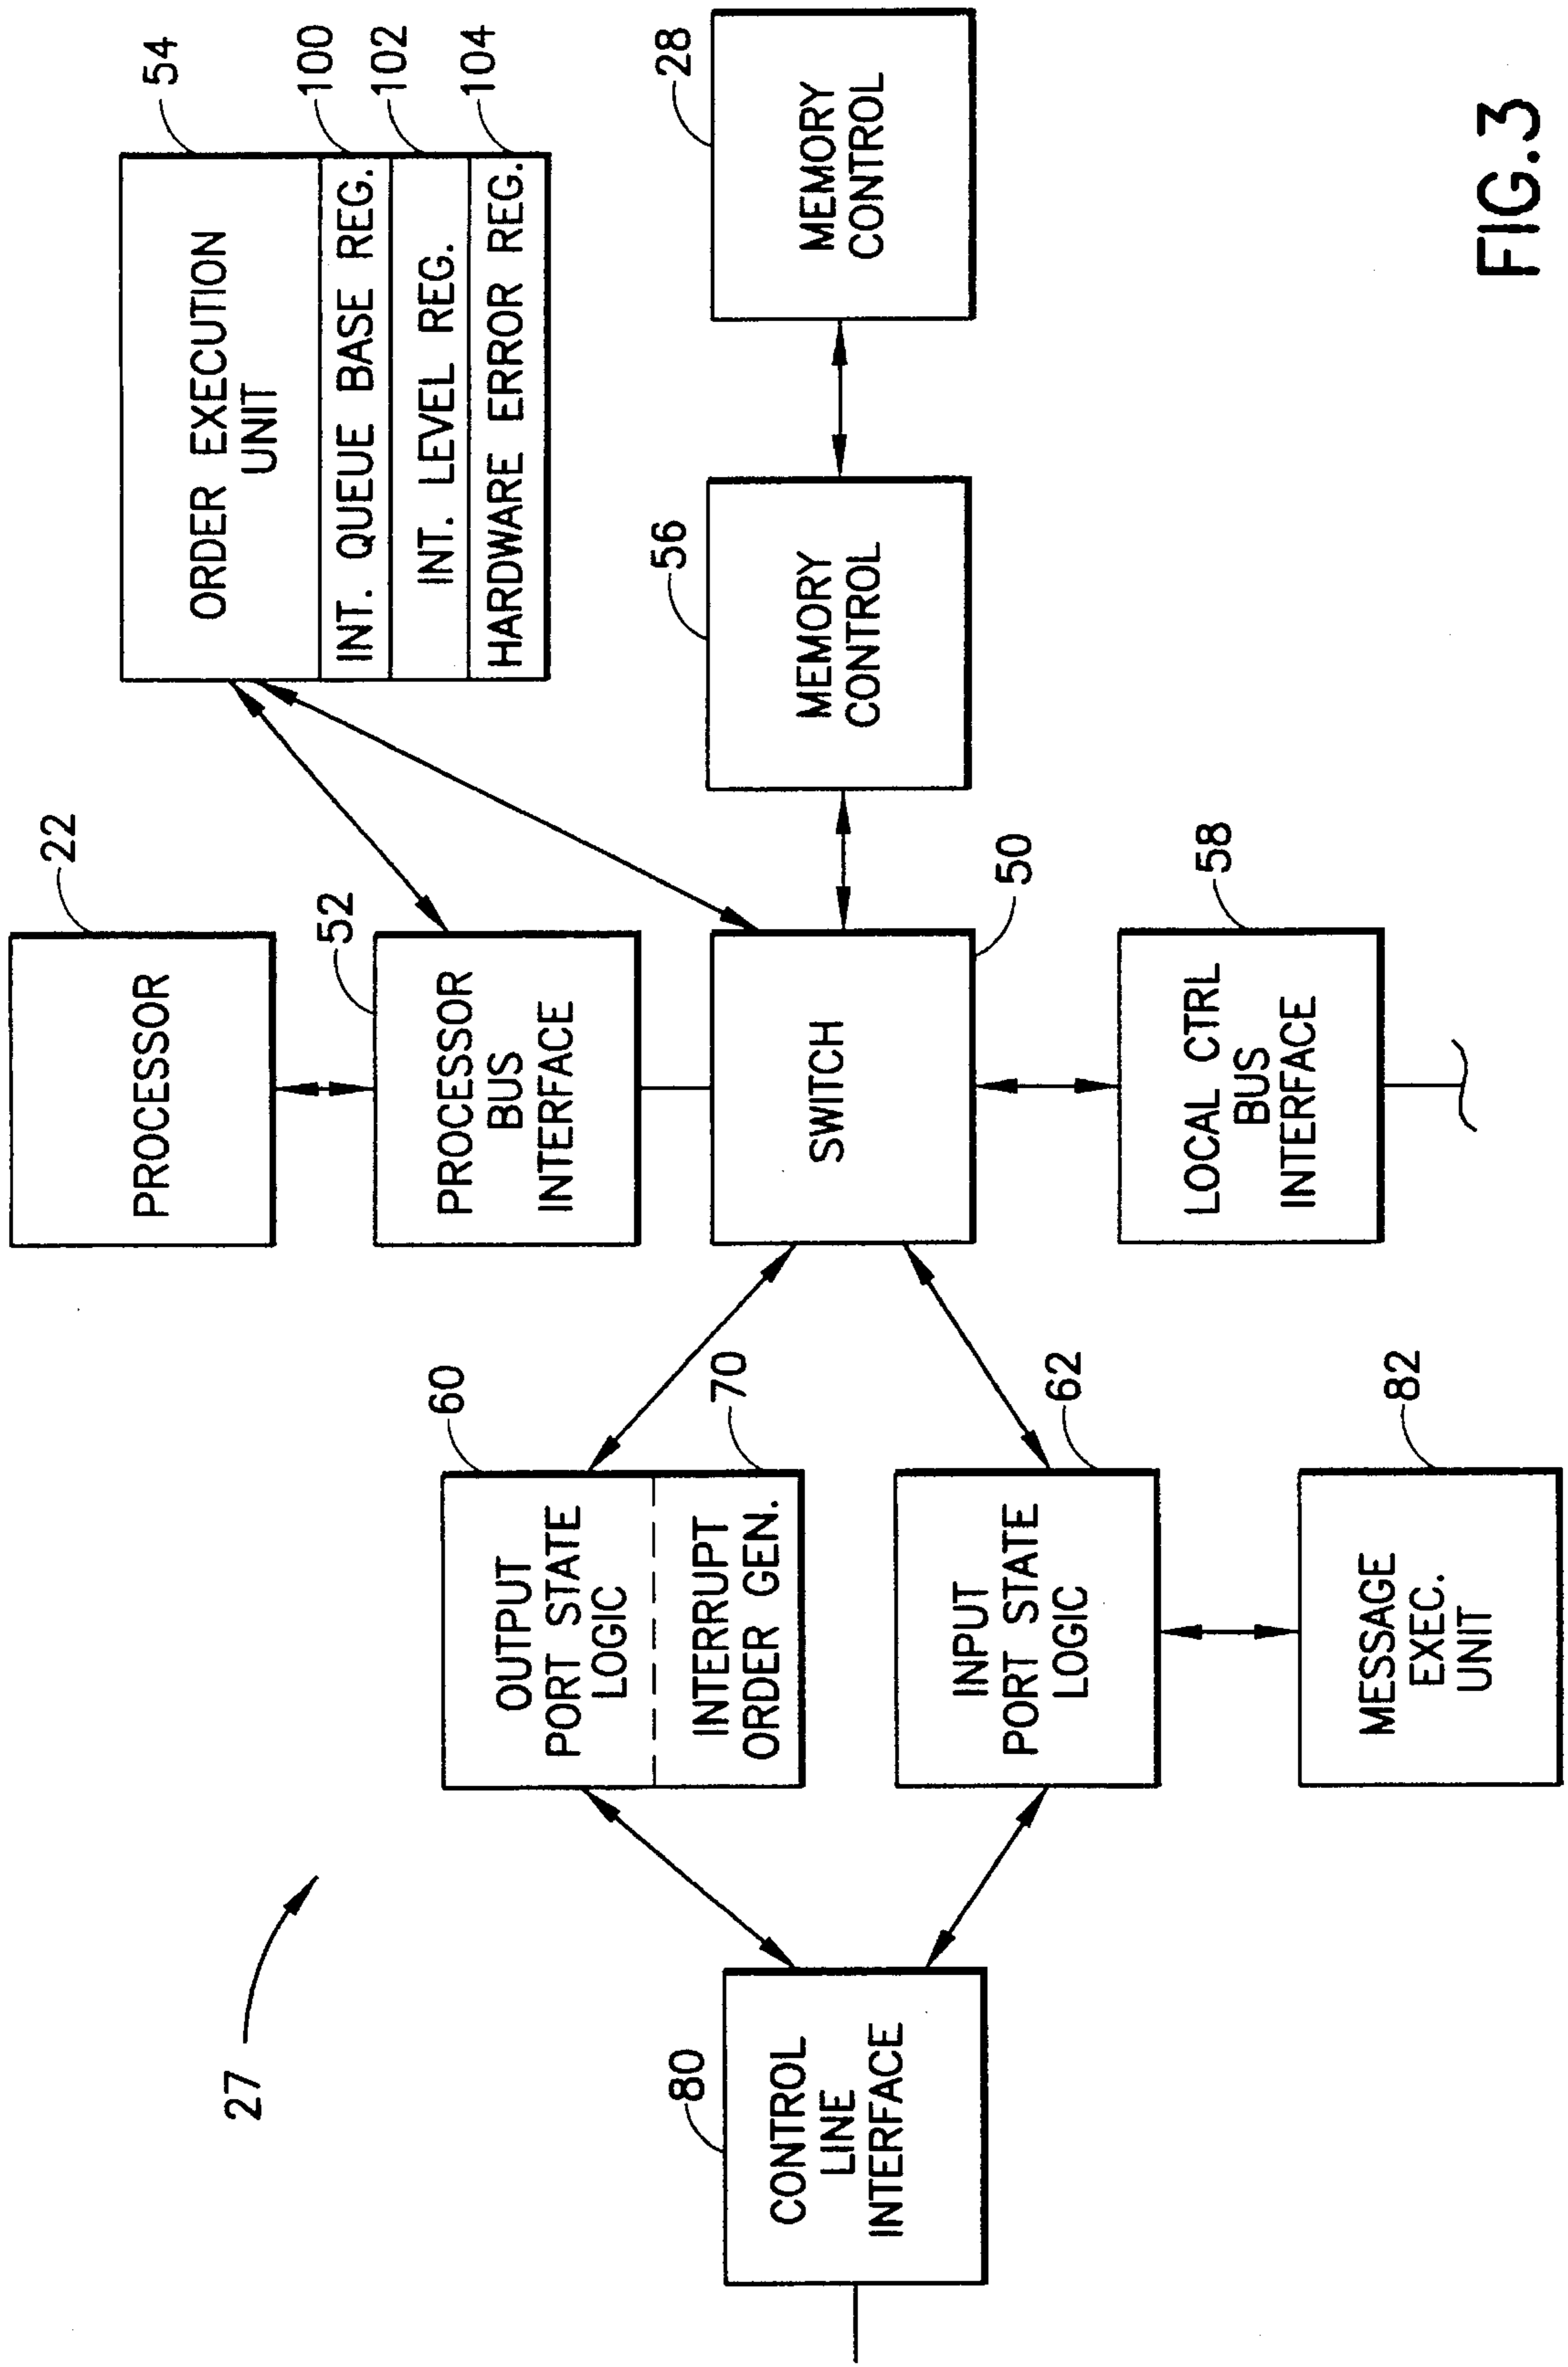 27
80
CONTROL
LINE
INTERFACE
60
OUTPUT
PORT STATE
LOGIC
70
INTERRUPT
ORDER GEN.
62
INPUT
PORT STATE
LOGIC
82
MESSAGE
EXEC.
UNIT
22
PROCESSOR
52
PROCESSOR
BUS
INTERFACE
50
SWITCH
58
LOCAL CTRL
BUS
INTERFACE
54
ORDER EXECUTION
UNIT
100
INT. QUEUE BASE REG.
102
INT. LEVEL REG.
104
HARDWARE ERROR REG.
56
MEMORY
CONTROL
28
MEMORY
CONTROL
FIG.3